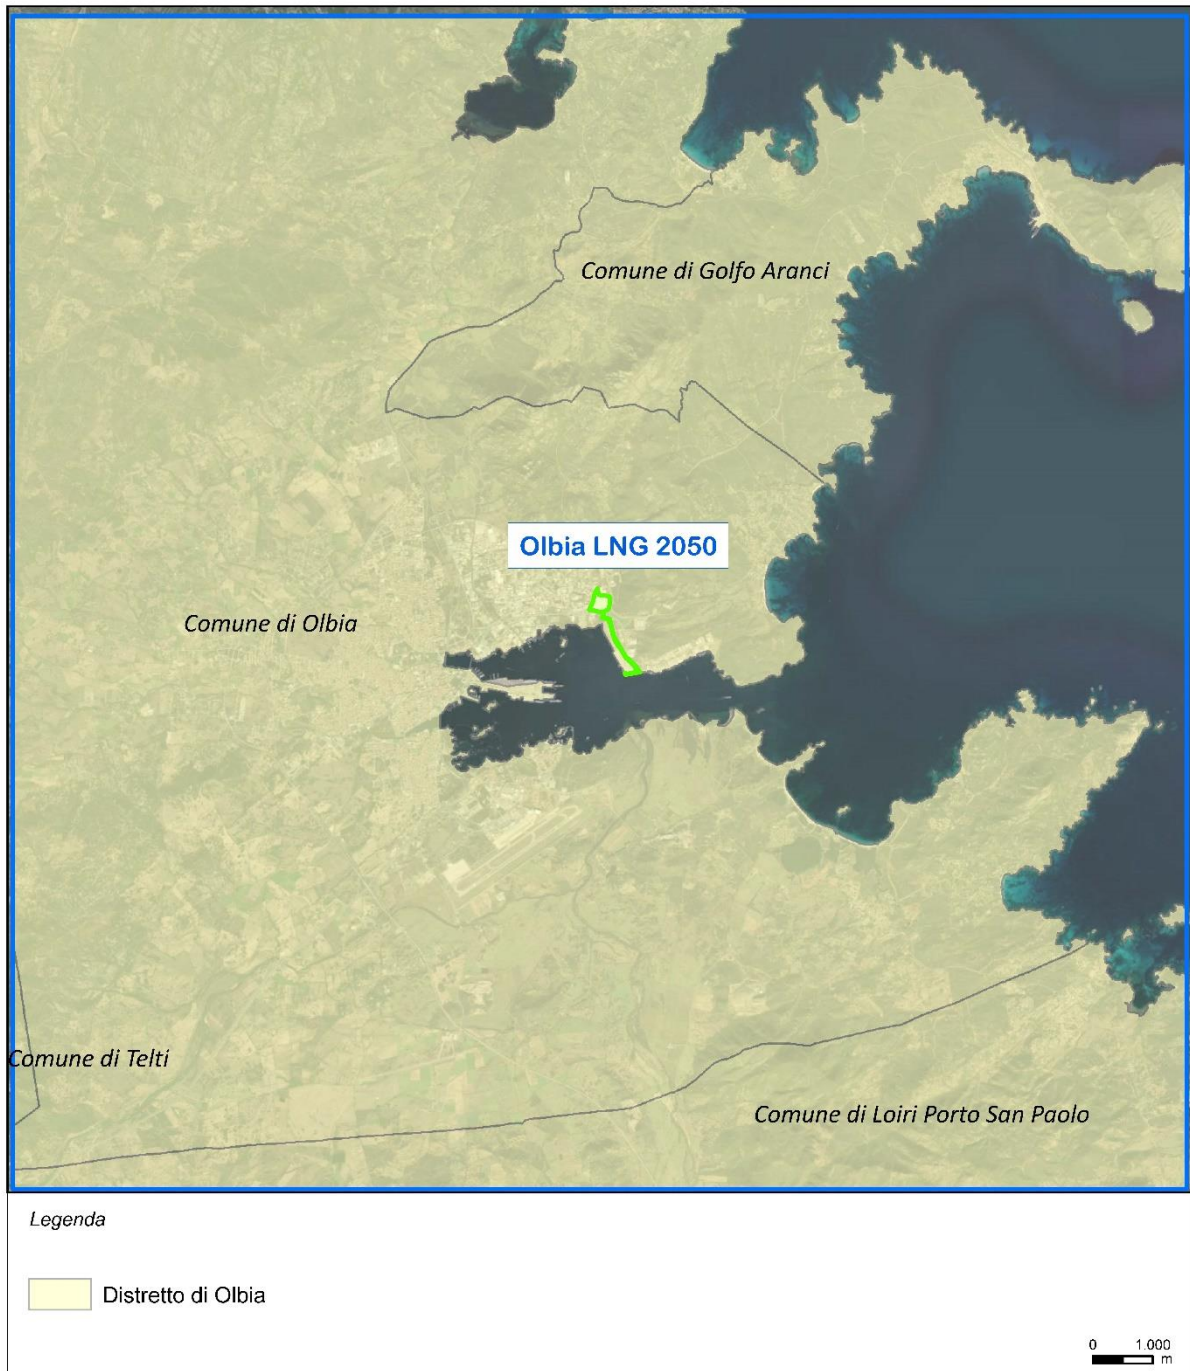 Comune di Golfo Aranci
Olbia LNG 2050
Comune di Olbia
Comune di Telti
Comune di Loiri Porto San Paolo
Legenda
Distretto di Olbia
0 1.000
m